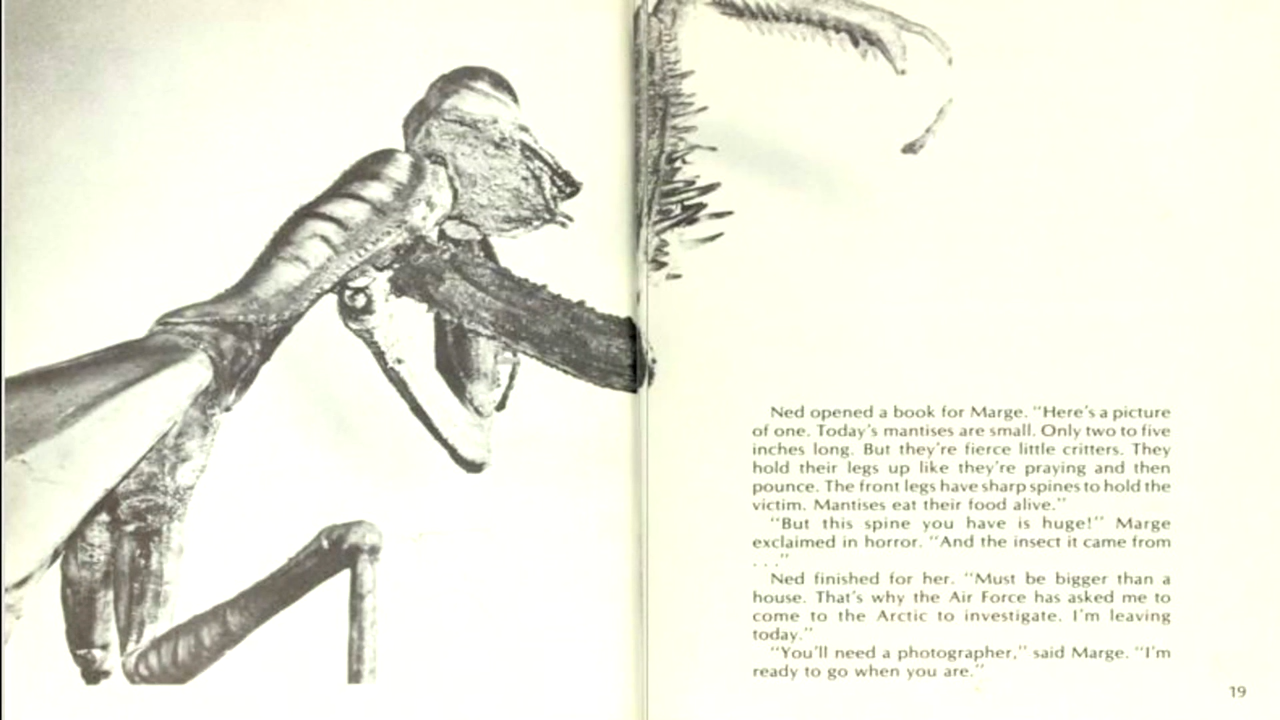 Ned opened a book for Marge. "Here's a picture
of one. Today's mantises are small. Only two to five
inches long. But they're fierce little critters. They
hold their legs up like they're praying and then
pounce. The front legs have sharp spines to hold the
victim. Mantises eat their food alive."
"But this spine you have is huge!" Marge
exclaimed in horror. "And the insect it came from
. . ."
Ned finished for her. "Must be bigger than a
house. That's why the Air Force has asked me to
come to the Arctic to investigate. I'm leaving
today."
"You'll need a photographer," said Marge. "I'm
ready to go when you are."
19